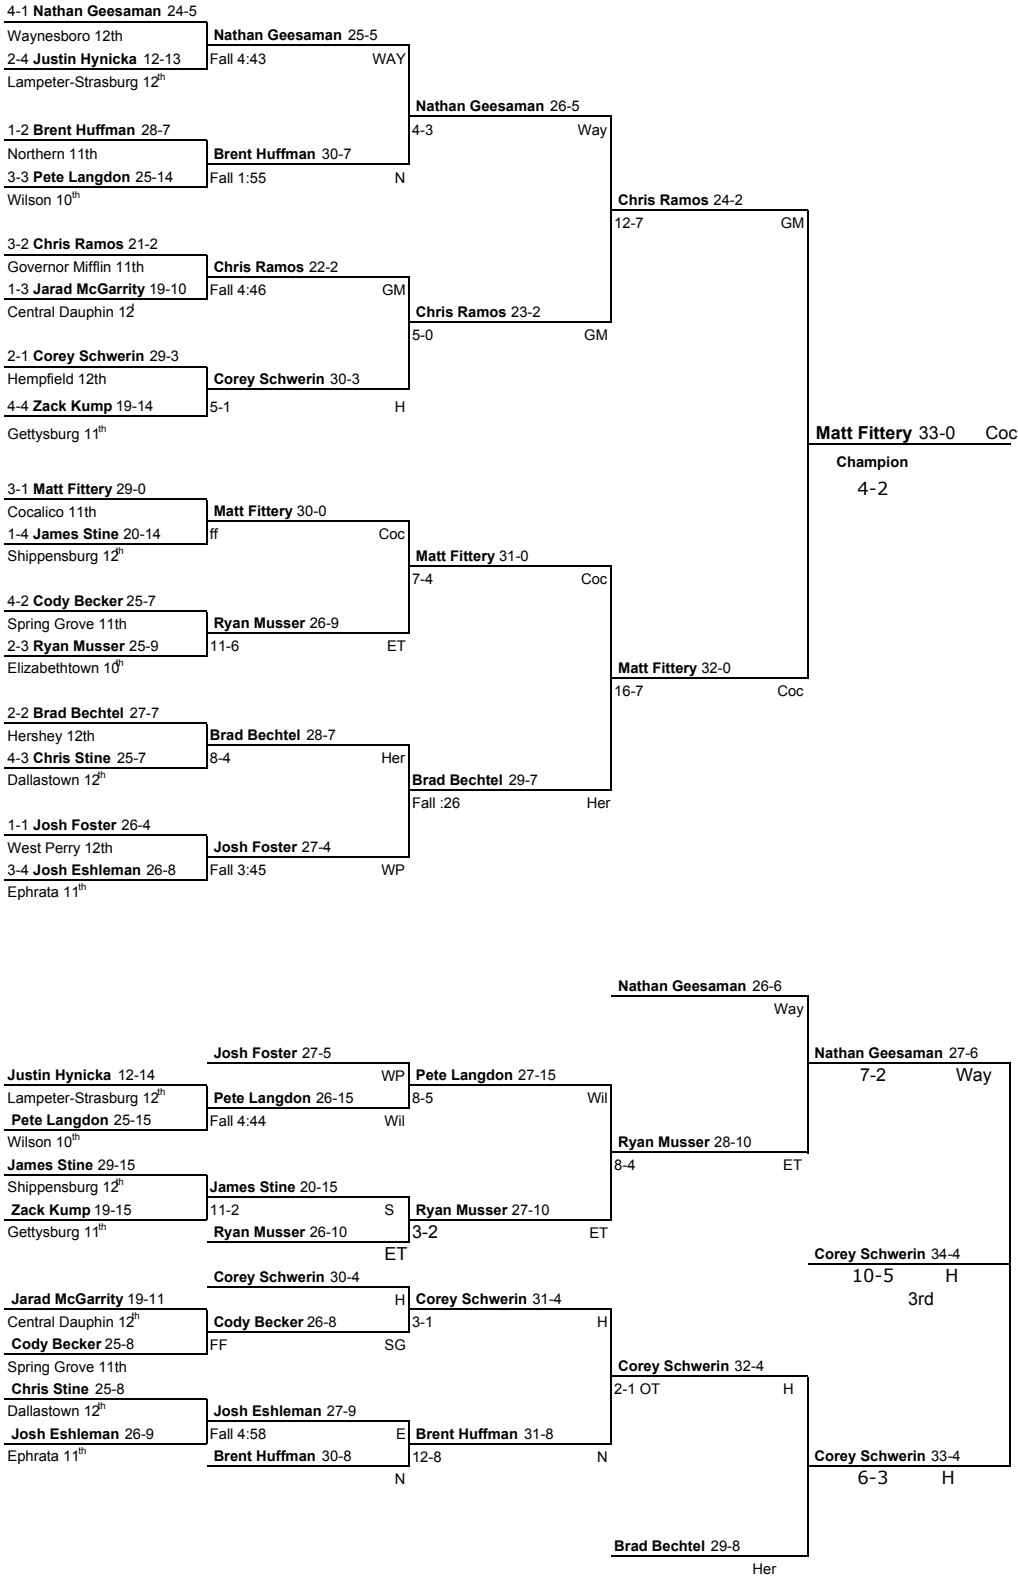 4-1 Nathan Geesaman 24-5
Waynesboro 12th
Nathan Geesaman 25-5
2-4 Justin Hynicka 12-13
Fall 4:43 WAY
Lampeter-Strasburg 12th
Nathan Geesaman 26-5
1-2 Brent Huffman 28-7
4-3 Way
Northern 11th
Brent Huffman 30-7
3-3 Pete Langdon 25-14
Fall 1:55 N
Wilson 10th
Chris Ramos 24-2
12-7 GM
3-2 Chris Ramos 21-2
Governor Mifflin 11th
Chris Ramos 22-2
1-3 Jarad McGarrity 19-10
Fall 4:46 GM
Central Dauphin 12t
Chris Ramos 23-2
5-0 GM
2-1 Corey Schwerin 29-3
Hempfield 12th
Corey Schwerin 30-3
4-4 Zack Kump 19-14
5-1 H
Gettysburg 11th
Matt Fittery 33-0 Coc
Champion
4-2
3-1 Matt Fittery 29-0
Cocalico 11th
Matt Fittery 30-0
1-4 James Stine 20-14
ff Coc
Shippensburg 12th
Matt Fittery 31-0
7-4 Coc
4-2 Cody Becker 25-7
Spring Grove 11th
Ryan Musser 26-9
2-3 Ryan Musser 25-9
11-6 ET
Elizabethtown 10th
Matt Fittery 32-0
16-7 Coc
2-2 Brad Bechtel 27-7
Hershey 12th
Brad Bechtel 28-7
4-3 Chris Stine 25-7
8-4 Her
Dallastown 12th
Brad Bechtel 29-7
Fall :26 Her
1-1 Josh Foster 26-4
West Perry 12th
Josh Foster 27-4
3-4 Josh Eshleman 26-8
Fall 3:45 WP
Ephrata 11th
Nathan Geesaman 26-6
Way
Josh Foster 27-5
Nathan Geesaman 27-6
Justin Hynicka 12-14
WP
Pete Langdon 27-15
7-2 Way
Lampeter-Strasburg 12th
Pete Langdon 26-15
8-5 Wil
Pete Langdon 25-15
Fall 4:44 Wil
Wilson 10th
Ryan Musser 28-10
James Stine 29-15
8-4 ET
Shippensburg 12th
James Stine 20-15
Zack Kump 19-15
11-2 S
Ryan Musser 27-10
Gettysburg 11th
Ryan Musser 26-10
3-2 ET
ET
Corey Schwerin 34-4
10-5 H
3rd
Corey Schwerin 30-4
Jarad McGarrity 19-11
H
Corey Schwerin 31-4
Central Dauphin 12th
Cody Becker 26-8
3-1 H
Cody Becker 25-8
FF SG
Spring Grove 11th
Corey Schwerin 32-4
Chris Stine 25-8
2-1 OT H
Dallastown 12th
Josh Eshleman 27-9
Josh Eshleman 26-9
Fall 4:58 E
Brent Huffman 31-8
Ephrata 11th
Brent Huffman 30-8
12-8 N
N
Corey Schwerin 33-4
6-3 H
Brad Bechtel 29-8
Her